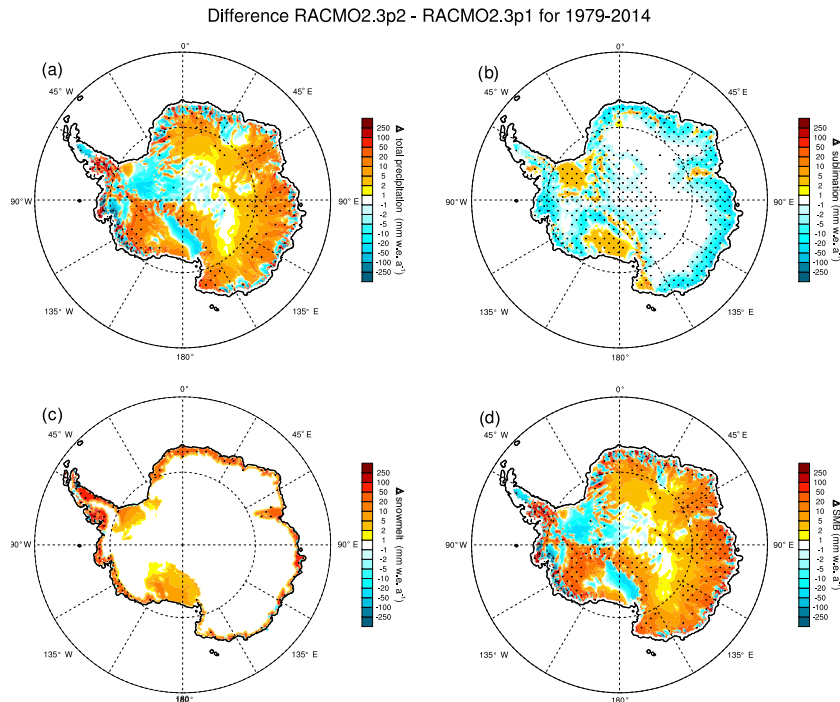 Difference RACMO2.3p2 - RACMO2.3p1 for 1979-2014
(a)
0°
45° W
45° E
90° W
90° E
135° W
135° E
180°
250
100
50
20
10
5
2
1
-1
-2
-5
-10
-20
-50
-100
-250
Δ total precipitation (mm w.e. a⁻¹)
(b)
0°
45° W
45° E
90° W
90° E
135° W
135° E
180°
250
100
50
20
10
5
2
1
-1
-2
-5
-10
-20
-50
-100
-250
Δ sublimation (mm w.e. a⁻¹)
(c)
0°
45° W
45° E
90° W
90° E
135° W
135° E
180°
250
100
50
20
10
5
2
1
-1
-2
-5
-10
-20
-50
-100
-250
Δ snowmelt (mm w.e. a⁻¹)
(d)
0°
45° W
45° E
90° W
90° E
135° W
135° E
180°
250
100
50
20
10
5
2
1
-1
-2
-5
-10
-20
-50
-100
-250
Δ SMB (mm w.e. a⁻¹)